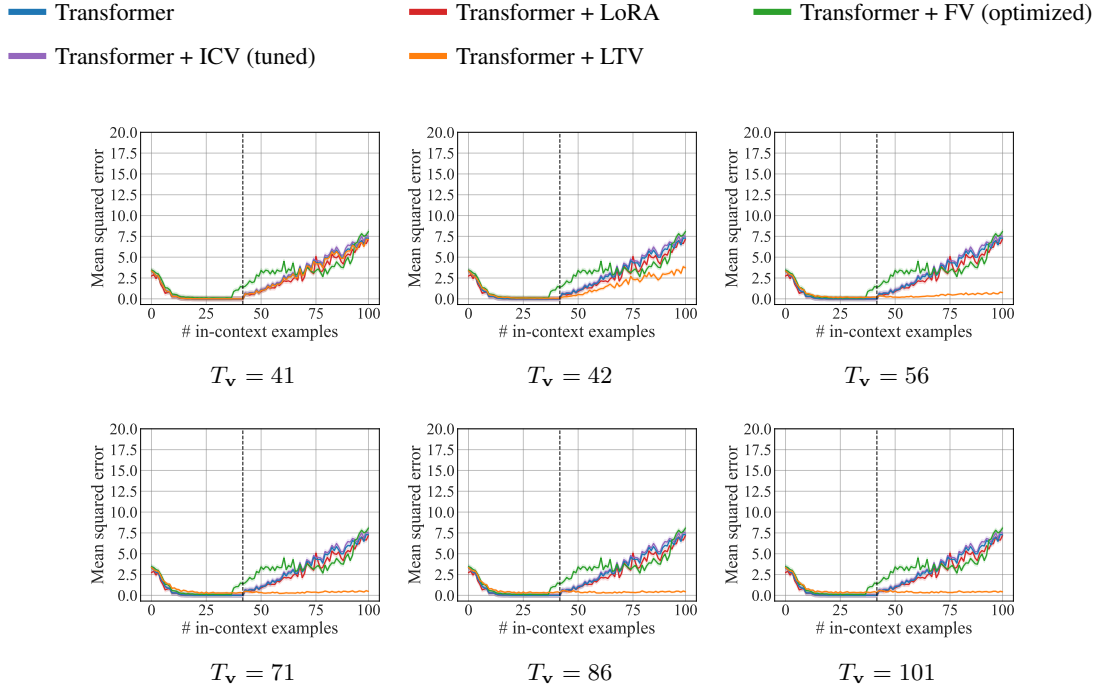 Transformer
Transformer + LoRA
Transformer + FV (optimized)
Transformer + ICV (tuned)
Transformer + LTV
20.0
17.5
15.0
12.5
10.0
7.5
5.0
2.5
0.0
Mean squared error
0 25 50 75 100
# in-context examples
T_v = 41
20.0
17.5
15.0
12.5
10.0
7.5
5.0
2.5
0.0
Mean squared error
0 25 50 75 100
# in-context examples
T_v = 42
20.0
17.5
15.0
12.5
10.0
7.5
5.0
2.5
0.0
Mean squared error
0 25 50 75 100
# in-context examples
T_v = 56
20.0
17.5
15.0
12.5
10.0
7.5
5.0
2.5
0.0
Mean squared error
0 25 50 75 100
# in-context examples
T_v = 71
20.0
17.5
15.0
12.5
10.0
7.5
5.0
2.5
0.0
Mean squared error
0 25 50 75 100
# in-context examples
T_v = 86
20.0
17.5
15.0
12.5
10.0
7.5
5.0
2.5
0.0
Mean squared error
0 25 50 75 100
# in-context examples
T_v = 101